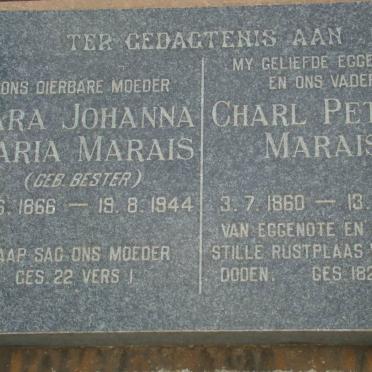 TER GEDAGTENIS AAN
ONS DIERBARE MOEDER
ARA JOHANNA
ARIA MARAIS
(GEB. BESTER)
6. 1866 — 19. 8. 1944
AAP SAG ONS MOEDER
GES. 22 VERS 1
MY GELIEFDE EGGE
EN ONS VADER
CHARL PET
MARAIS
3. 7. 1860 — 13.
VAN EGGENOTE EN
STILLE RUSTPLAAS
DODEN. GES. 182